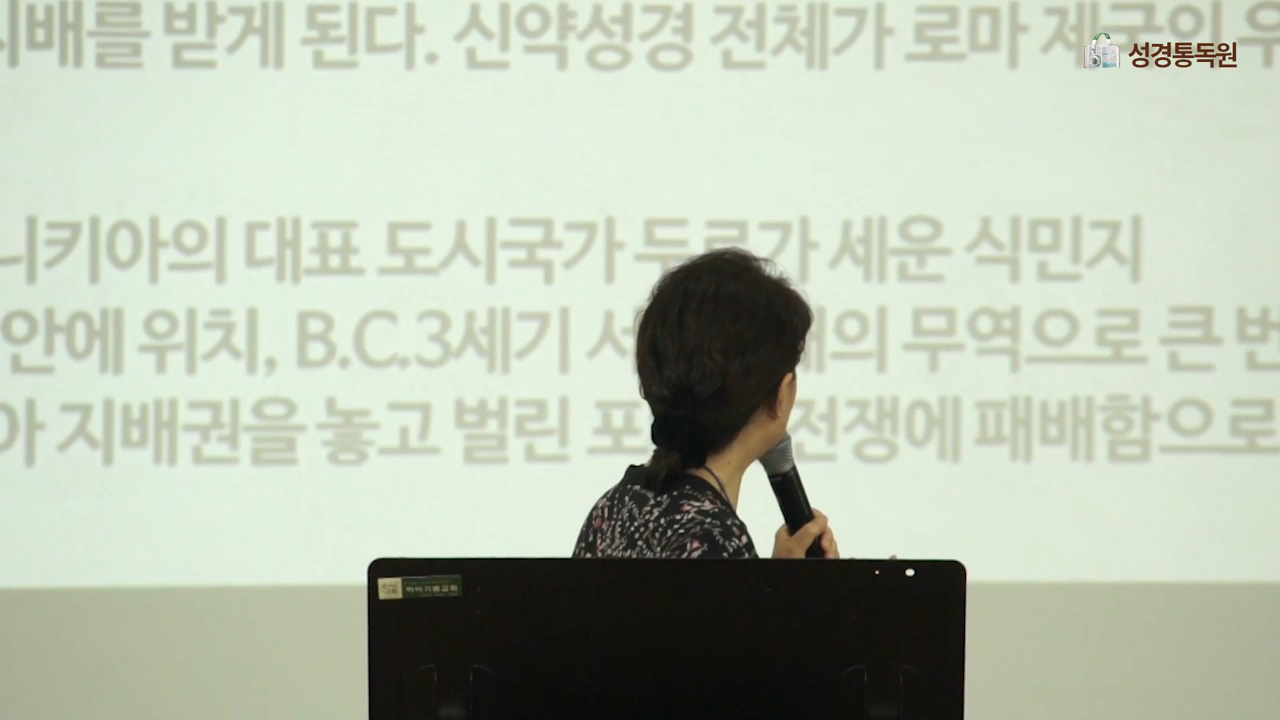 지배를 받게 된다. 신약성경 전체가 로마 제국의 우
성경통독원
니키아의 대표 도시국가 두로가 세운 식민지
안에 위치, B.C.3세기 서 의 무역으로 큰 번
아 지배권을 놓고 벌린 포 전쟁에 패배함으로